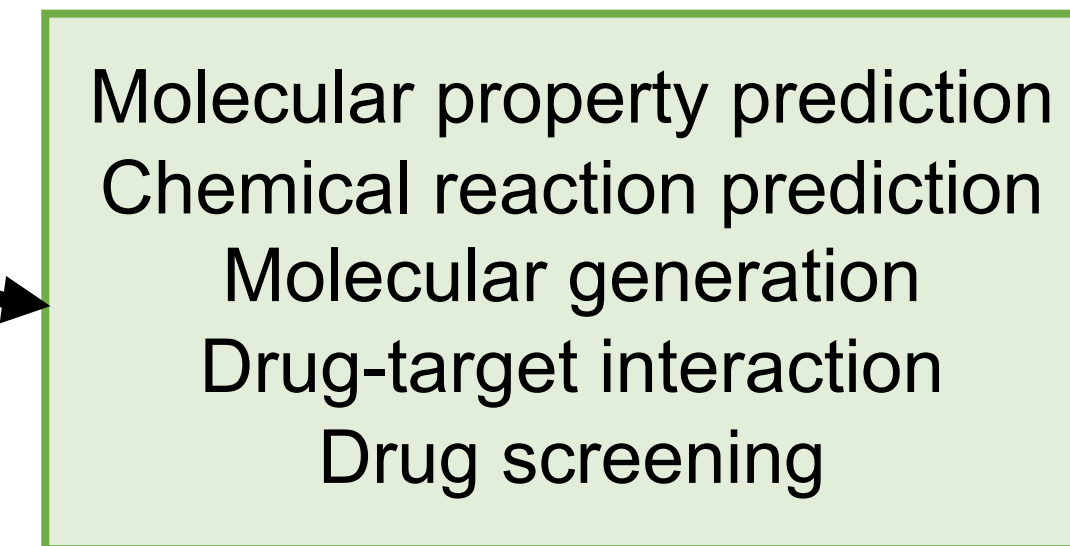 Molecular property prediction
Chemical reaction prediction
Molecular generation
Drug-target interaction
Drug screening